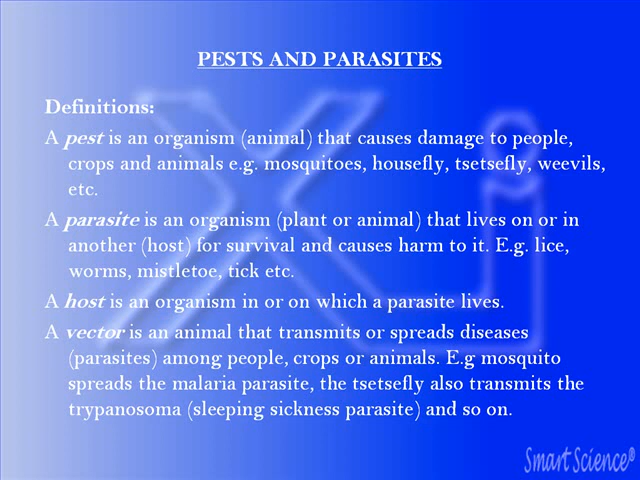 PESTS AND PARASITES
Definitions:
A pest is an organism (animal) that causes damage to people,
crops and animals e.g. mosquitoes, housefly, tsetsefly, weevils,
etc.
A parasite is an organism (plant or animal) that lives on or in
another (host) for survival and causes harm to it. E.g. lice,
worms, mistletoe, tick etc.
A host is an organism in or on which a parasite lives.
A vector is an animal that transmits or spreads diseases
(parasites) among people, crops or animals. E.g mosquito
spreads the malaria parasite, the tsetsefly also transmits the
trypanosoma (sleeping sickness parasite) and so on.
Smart Science®